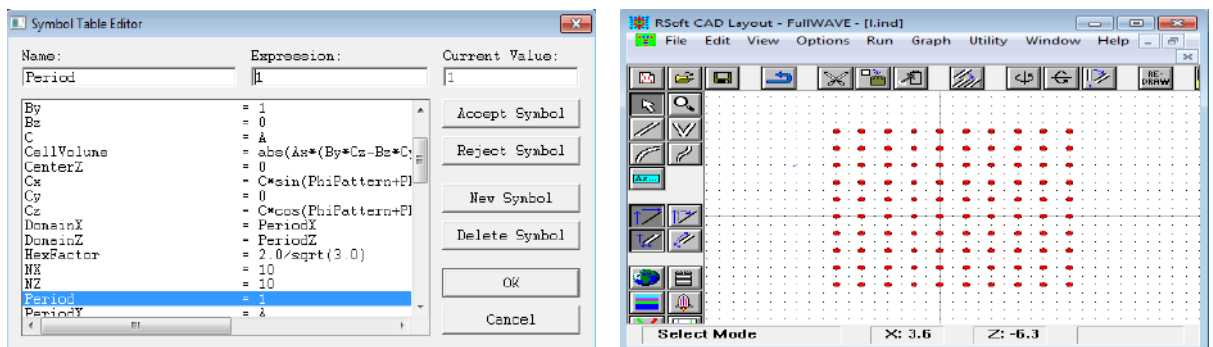 Symbol Table Editor
Name: Expression: Current Value:
Period 1 1
By = 1
Bz = 0
C = A
CellVolume = abs(Ax*(By*Cz-Bz*Cy
CenterZ = 0
Cx = C*sin(PhiPattern+Pl
Cy = 0
Cz = C*cos(PhiPattern+Pl
DomainX = PeriodX
DomainZ = PeriodZ
HexFactor = 2.0/sqrt(3.0)
NX = 10
NZ = 10
Period = 1
PeriodY = A
Accept Symbol
Reject Symbol
New Symbol
Delete Symbol
OK
Cancel
RSoft CAD Layout - FullWAVE - [l.ind]
File Edit View Options Run Graph Utility Window Help
RE-
DRAW
Select Mode X: 3.6 Z: -6.3